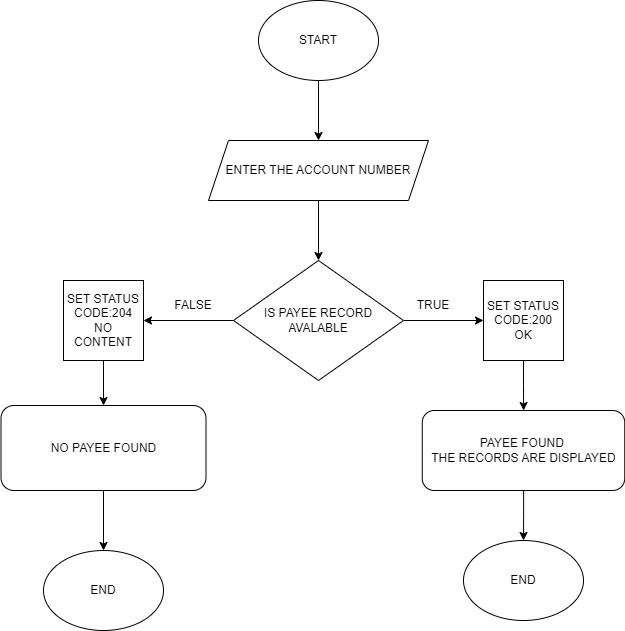 START
ENTER THE ACCOUNT NUMBER
IS PAYEE RECORD
AVALABLE
FALSE
TRUE
SET STATUS
CODE:204
NO
CONTENT
SET STATUS
CODE:200
OK
NO PAYEE FOUND
PAYEE FOUND
THE RECORDS ARE DISPLAYED
END
END